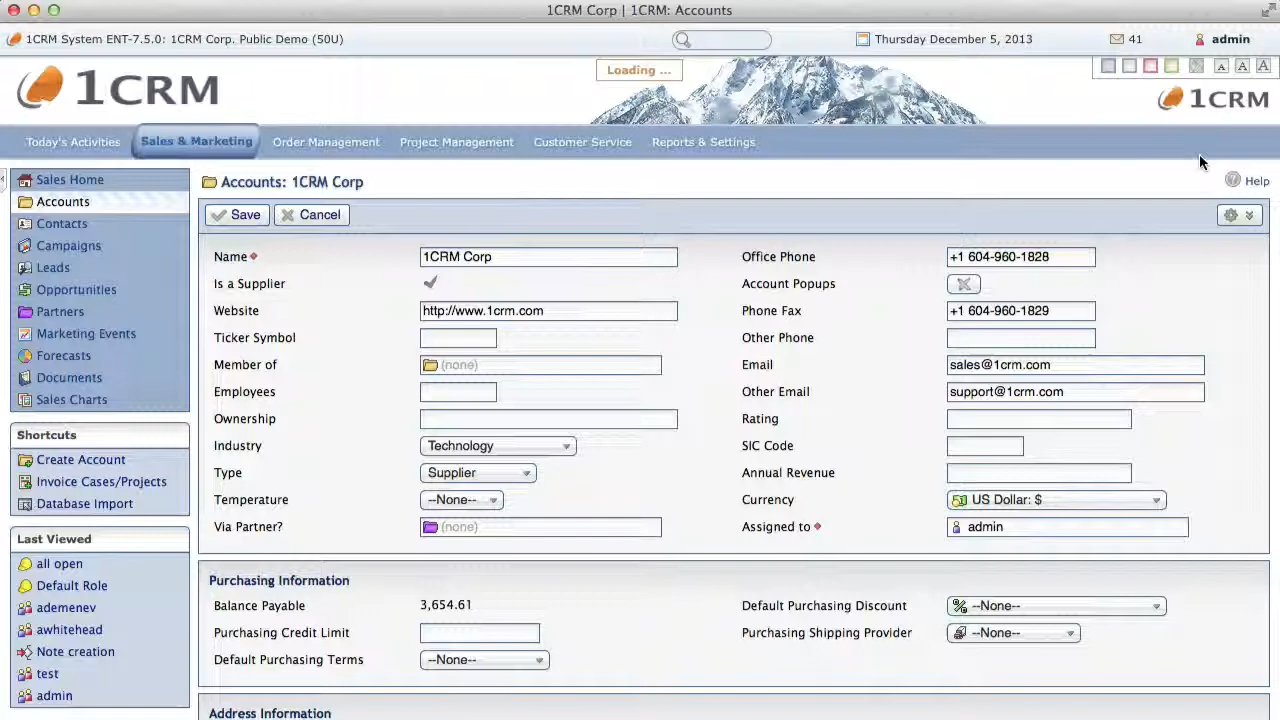 1CRM Corp | 1CRM: Accounts
1CRM System ENT-7.5.0: 1CRM Corp. Public Demo (50U)
Thursday December 5, 2013
41
admin
1CRM
Loading ...
A A A
1CRM
Today's Activities
Sales & Marketing
Order Management
Project Management
Customer Service
Reports & Settings
Sales Home
Accounts
Contacts
Campaigns
Leads
Opportunities
Partners
Marketing Events
Forecasts
Documents
Sales Charts
Shortcuts
Create Account
Invoice Cases/Projects
Database Import
Last Viewed
all open
Default Role
ademenev
awhitehead
Note creation
test
admin
Accounts: 1CRM Corp
Help
Save
Cancel
Name 1CRM Corp
Office Phone +1 604-960-1828
Is a Supplier
Account Popups
Website http://www.1crm.com
Phone Fax +1 604-960-1829
Ticker Symbol
Other Phone
Member of (none)
Email sales@1crm.com
Employees
Other Email support@1crm.com
Ownership
Rating
Industry Technology
SIC Code
Type Supplier
Annual Revenue
Temperature --None--
Currency US Dollar: $
Via Partner? (none)
Assigned to admin
Purchasing Information
Balance Payable 3,654.61
Default Purchasing Discount --None--
Purchasing Credit Limit
Purchasing Shipping Provider --None--
Default Purchasing Terms --None--
Address Information